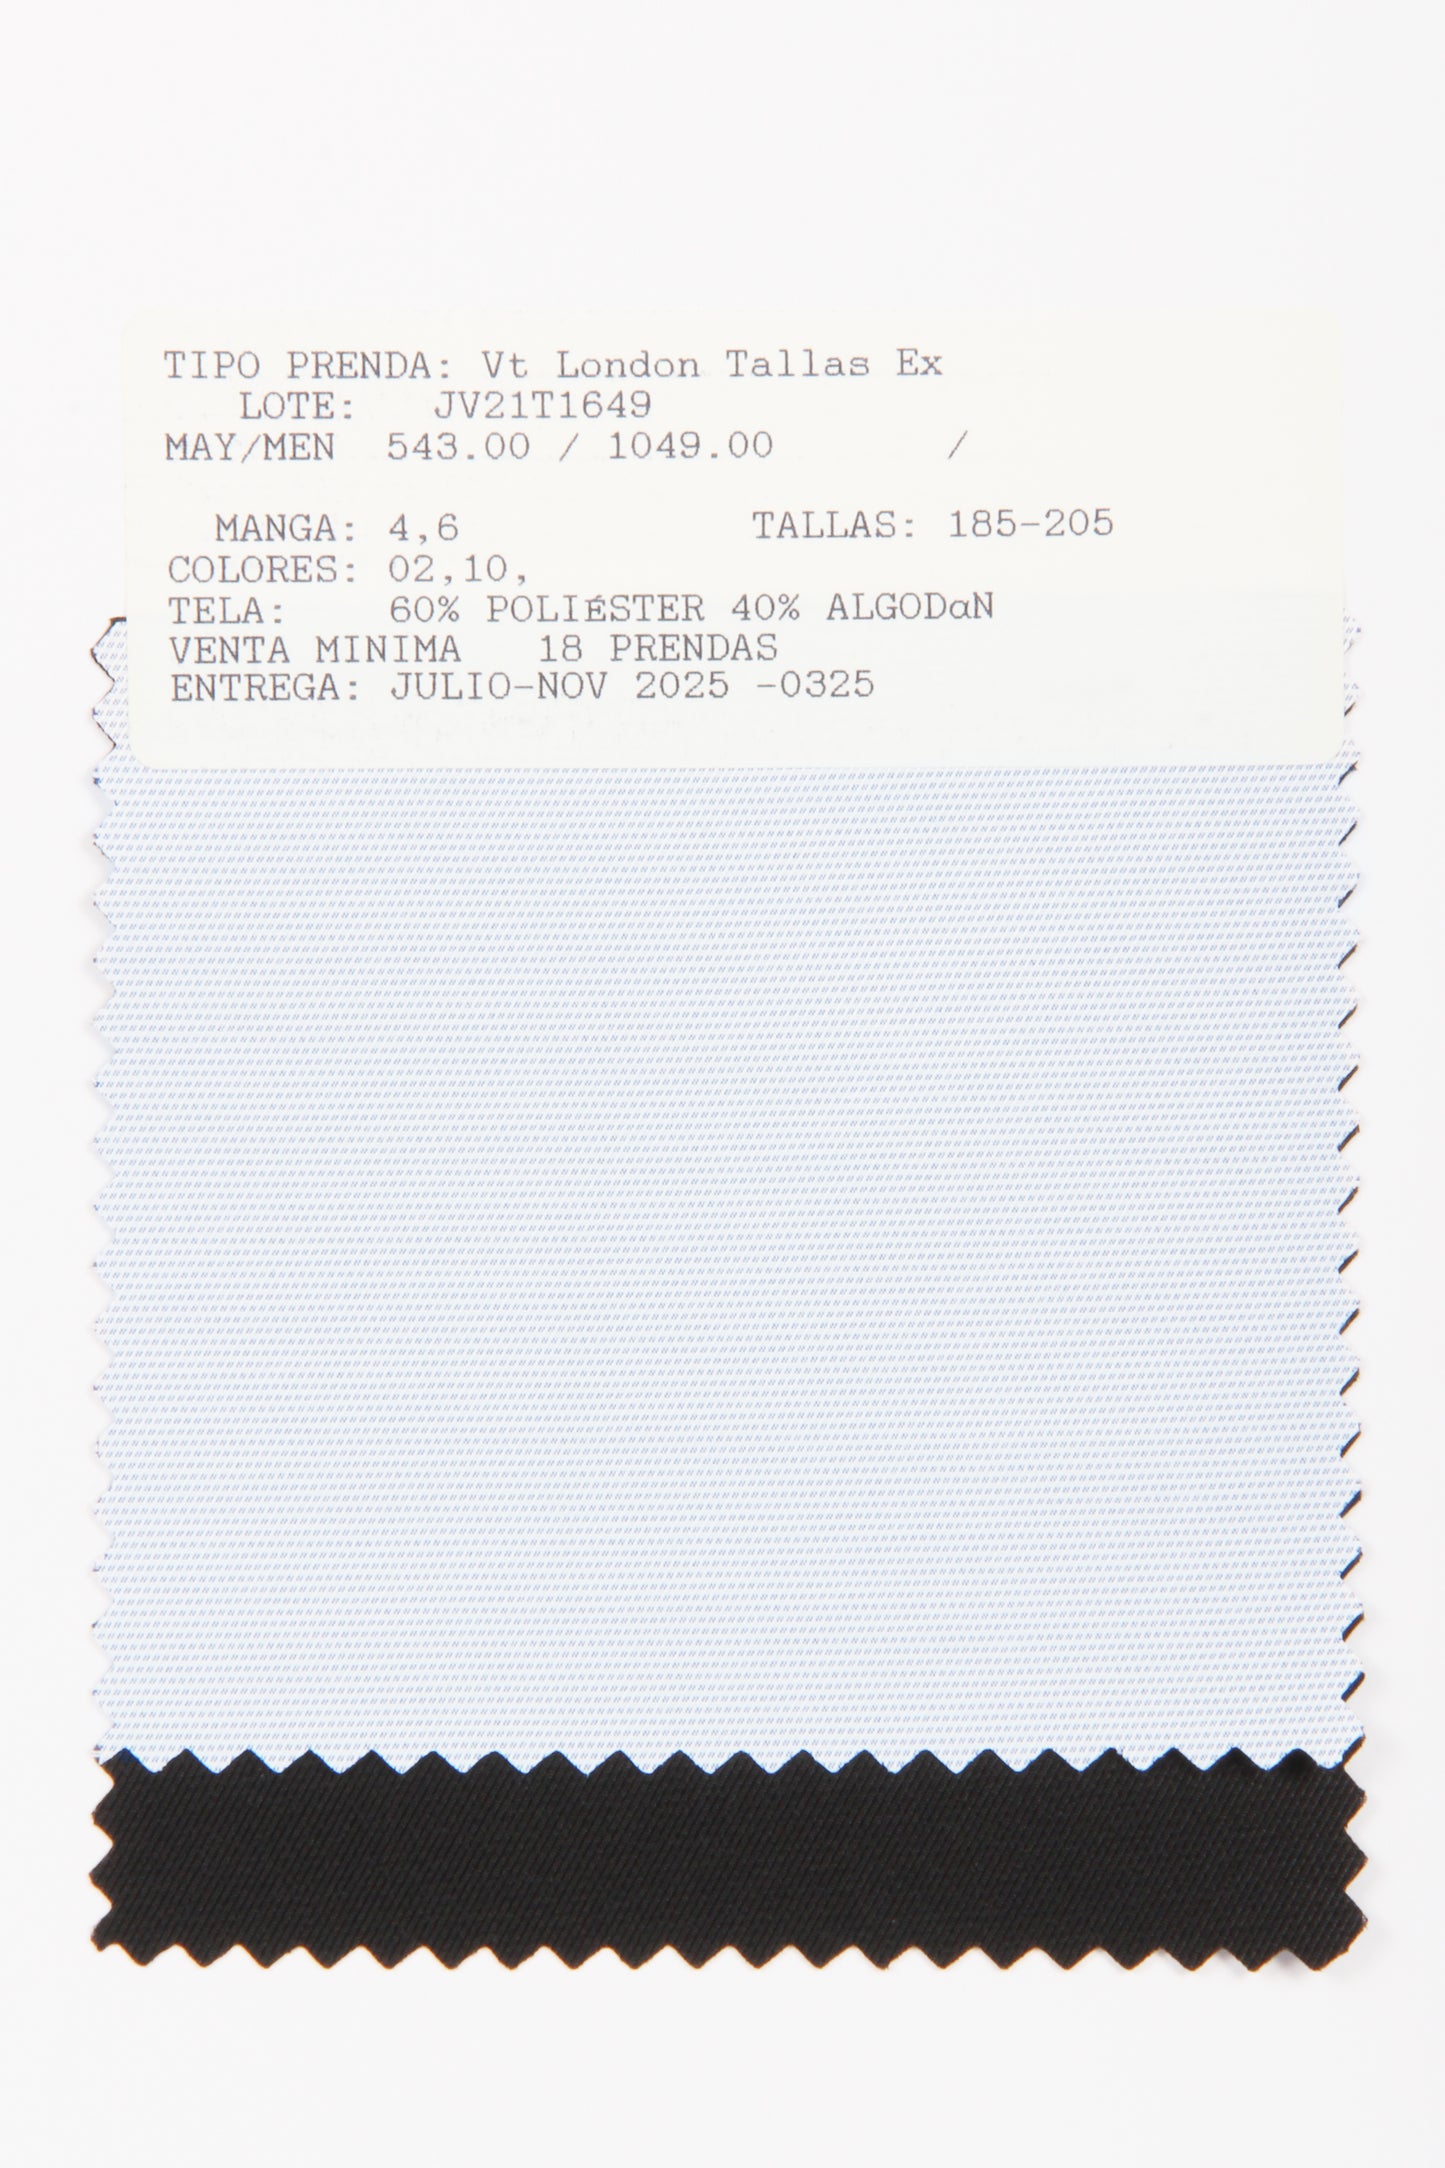 TIPO PRENDA: Vt London Tallas Ex
LOTE: JV21T1649
MAY/MEN 543.00 / 1049.00 /
MANGA: 4,6 TALLAS: 185-205
COLORES: 02,10,
TELA: 60% POLIÉSTER 40% ALGODαN
VENTA MINIMA 18 PRENDAS
ENTREGA: JULIO-NOV 2025 -0325